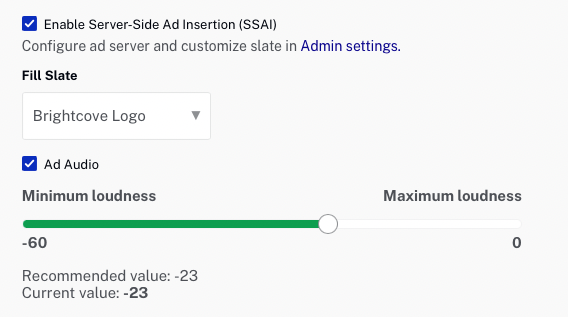 Enable Server-Side Ad Insertion (SSAI)
Configure ad server and customize slate in Admin settings.
Fill Slate
Brightcove Logo
Ad Audio
Minimum loudness Maximum loudness
-60 0
Recommended value: -23
Current value: -23